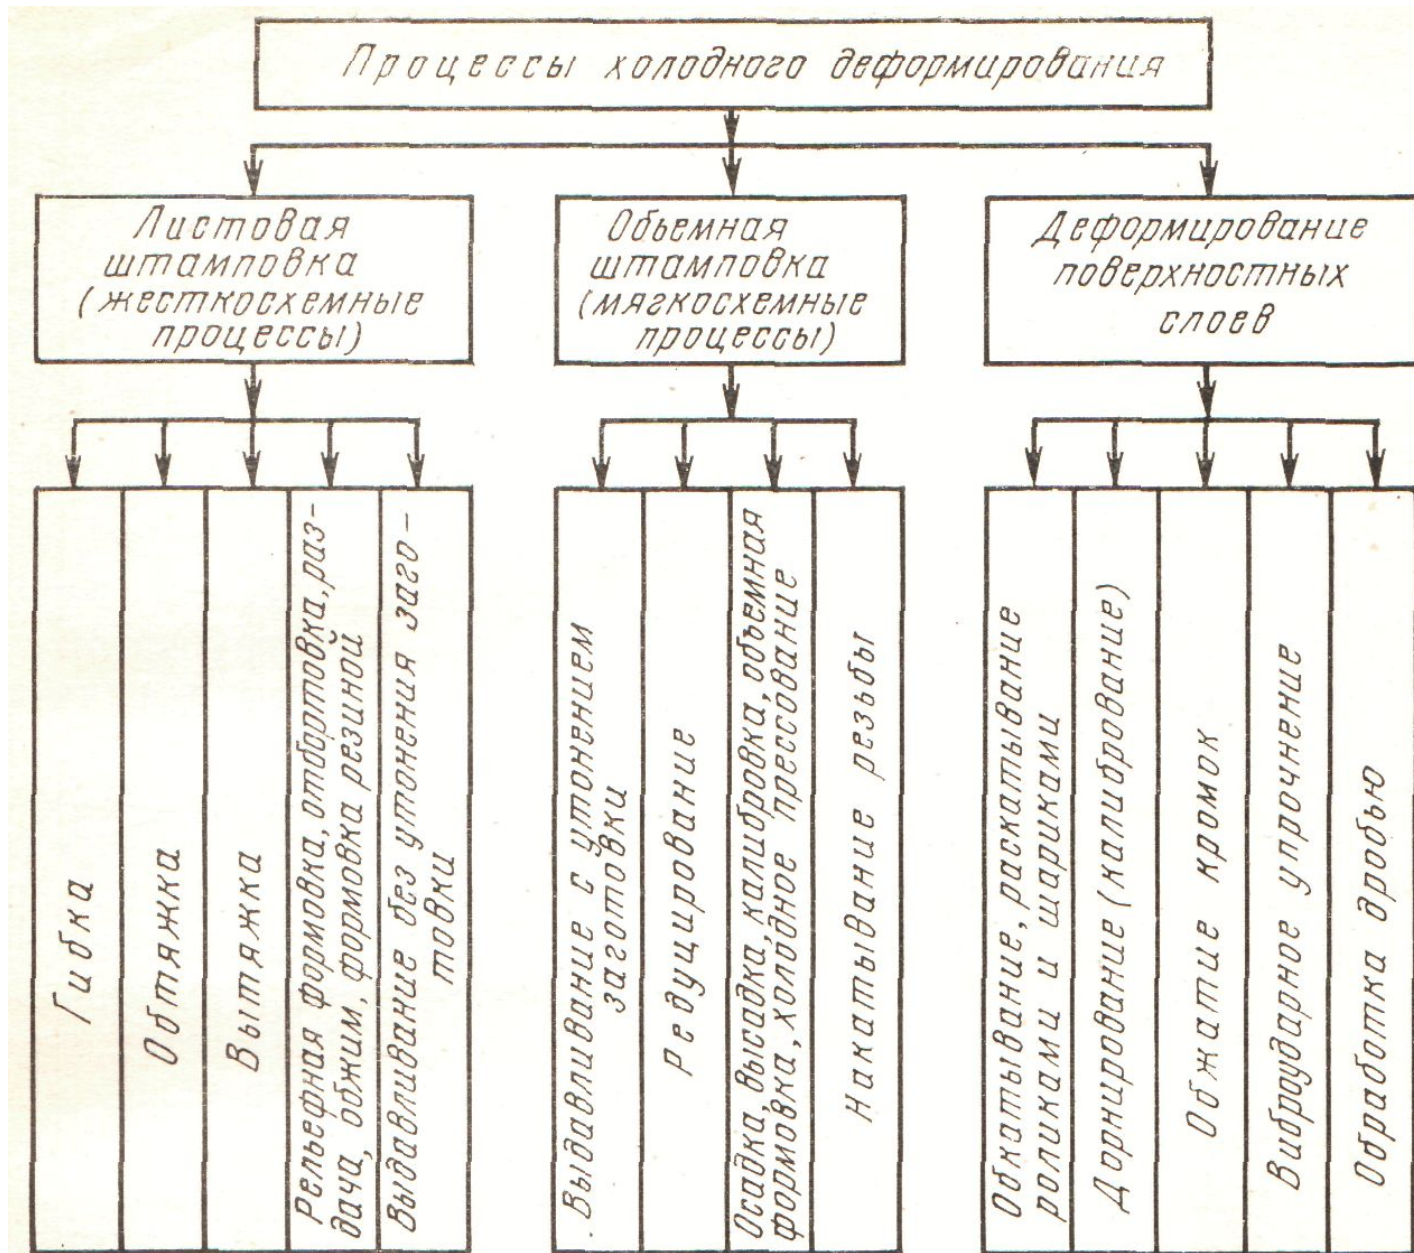 Процессы холодного деформирования
Листовая
штамповка
(жесткосхемные
процессы)
Объемная
штамповка
(мягкосхемные
процессы)
Деформирование
поверхностных
слоев
Гибка
Обтяжка
Вытяжка
Рельефная формовка, отбортовка, раз-
дача, обжим, формовка резиной
Выдавливание без утонения заго-
товки
Выдавливание с утонением
заготовки
Редуцирование
Осадка, высадка, калибровка, объемная
формовка, холодное прессование
Накатывание резьбы
Обкатывание, раскатывание
роликами и шариками
Дорнирование (калибрование)
Обжатие кромок
Виброударное упрочнение
Обработка дробью